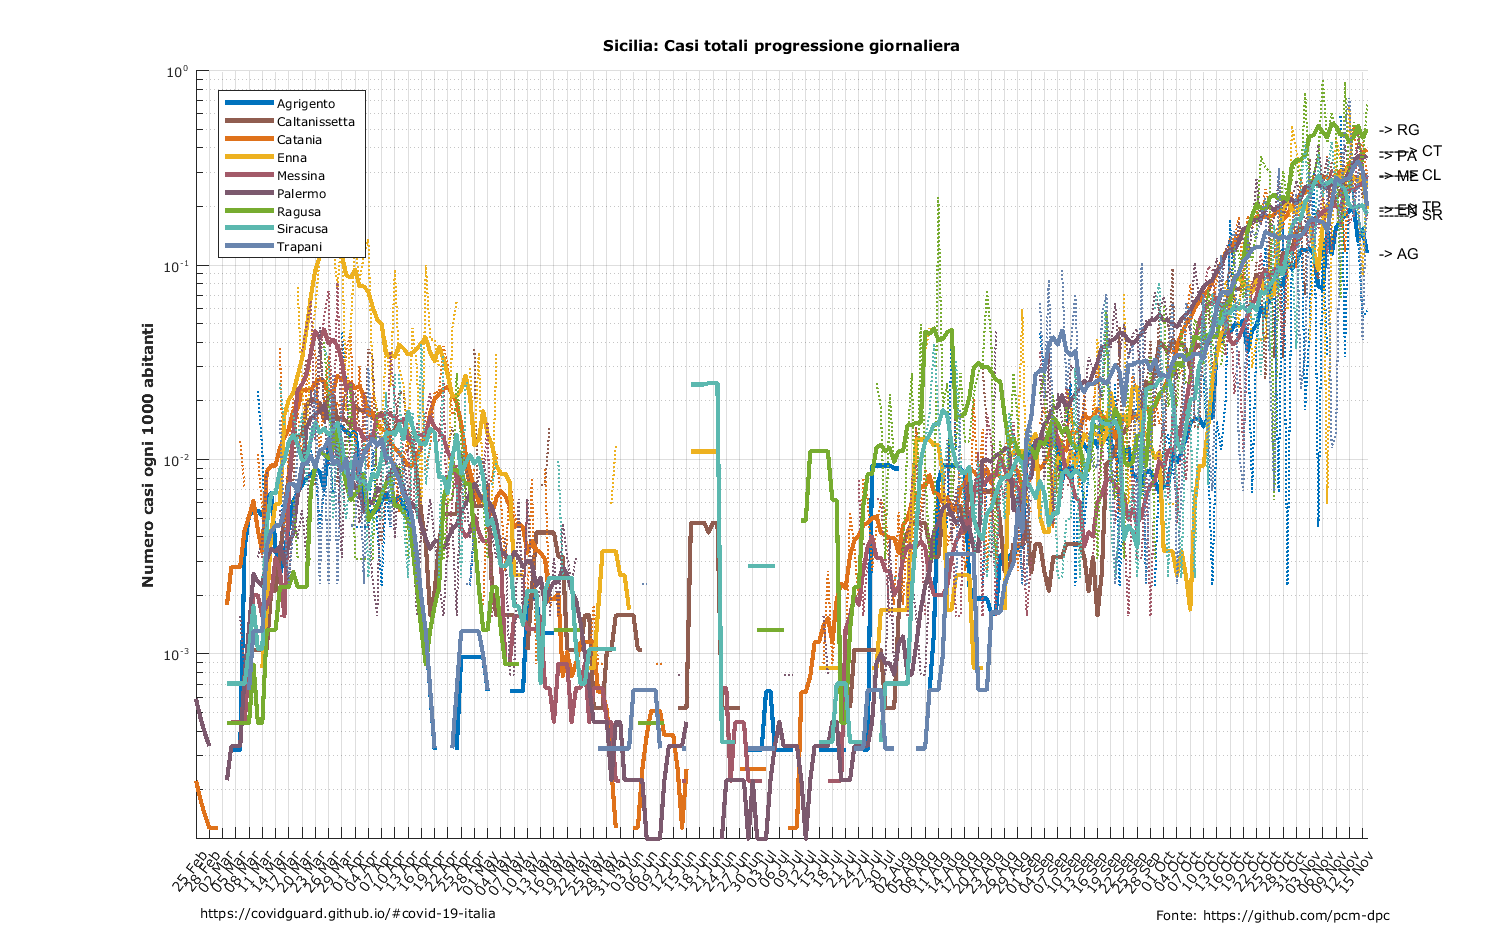 Sicilia: Casi totali progressione giornaliera
10^0
10^-1
10^-2
10^-3
Numero casi ogni 1000 abitanti
Agrigento
Caltanissetta
Catania
Enna
Messina
Palermo
Ragusa
Siracusa
Trapani
-> RG
-----> CT
-> PA
-----> CL
-> ME
-----> TP
-> EN
-----> SR
-> AG
25 Feb
28 Feb
02 Mar
05 Mar
08 Mar
11 Mar
14 Mar
17 Mar
20 Mar
23 Mar
26 Mar
29 Mar
01 Apr
04 Apr
07 Apr
10 Apr
13 Apr
16 Apr
19 Apr
22 Apr
25 Apr
28 Apr
01 May
04 May
07 May
10 May
13 May
16 May
19 May
22 May
25 May
28 May
31 May
03 Jun
06 Jun
09 Jun
12 Jun
15 Jun
18 Jun
21 Jun
24 Jun
27 Jun
30 Jun
03 Jul
06 Jul
09 Jul
12 Jul
15 Jul
18 Jul
21 Jul
24 Jul
27 Jul
30 Jul
02 Aug
05 Aug
08 Aug
11 Aug
14 Aug
17 Aug
20 Aug
23 Aug
26 Aug
29 Aug
01 Sep
04 Sep
07 Sep
10 Sep
13 Sep
16 Sep
19 Sep
22 Sep
25 Sep
28 Sep
01 Oct
04 Oct
07 Oct
10 Oct
13 Oct
16 Oct
19 Oct
22 Oct
25 Oct
28 Oct
31 Oct
03 Nov
06 Nov
09 Nov
12 Nov
15 Nov
https://covidguard.github.io/#covid-19-italia
Fonte: https://github.com/pcm-dpc